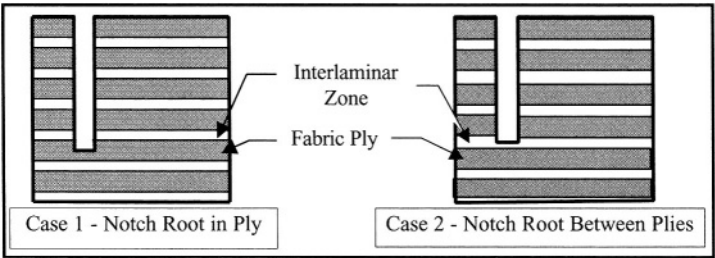 Interlaminar
Zone
Fabric Ply
Case 1 - Notch Root in Ply
Case 2 - Notch Root Between Plies